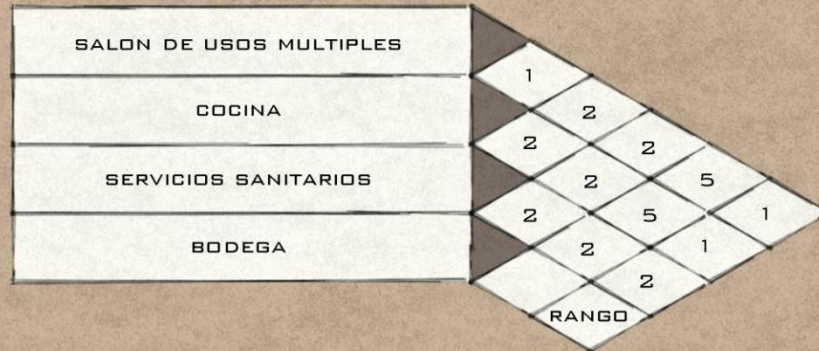 SALON DE USOS MULTIPLES
COCINA
SERVICIOS SANITARIOS
BODEGA
1
2
2
2
2
5
2
5
1
2
1
2
RANGO